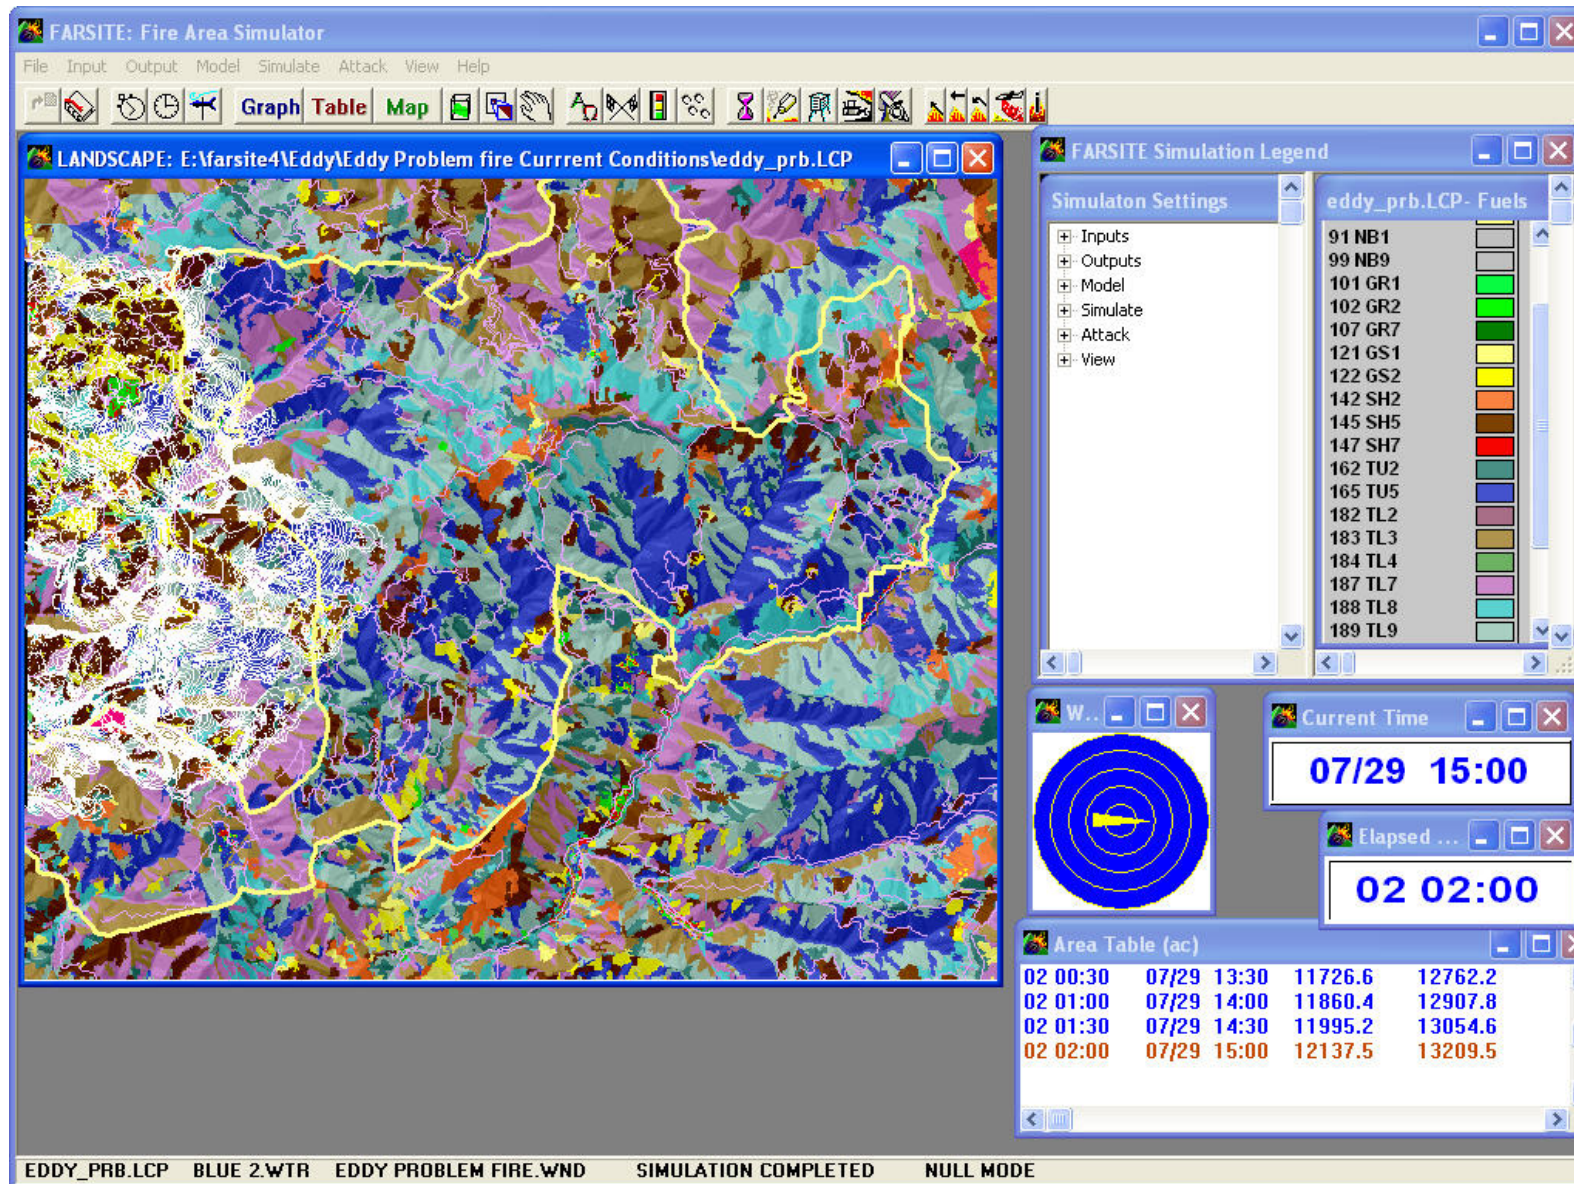 FARSITE: Fire Area Simulator
File Input Output Model Simulate Attack View Help
Graph Table Map
LANDSCAPE: E:\farsite4\Eddy\Eddy Problem fire Currrent Conditions\eddy_prb.LCP
FARSITE Simulation Legend
Simulaton Settings
Inputs
Outputs
Model
Simulate
Attack
View
eddy_prb.LCP- Fuels
91 NB1
99 NB9
101 GR1
102 GR2
107 GR7
121 GS1
122 GS2
142 SH2
145 SH5
147 SH7
162 TU2
165 TU5
182 TL2
183 TL3
184 TL4
187 TL7
188 TL8
189 TL9
W...
Current Time
07/29 15:00
Elapsed ...
02 02:00
Area Table (ac)
02 00:30 07/29 13:30 11726.6 12762.2
02 01:00 07/29 14:00 11860.4 12907.8
02 01:30 07/29 14:30 11995.2 13054.6
02 02:00 07/29 15:00 12137.5 13209.5
EDDY_PRB.LCP BLUE 2.WTR EDDY PROBLEM FIRE.WND SIMULATION COMPLETED NULL MODE